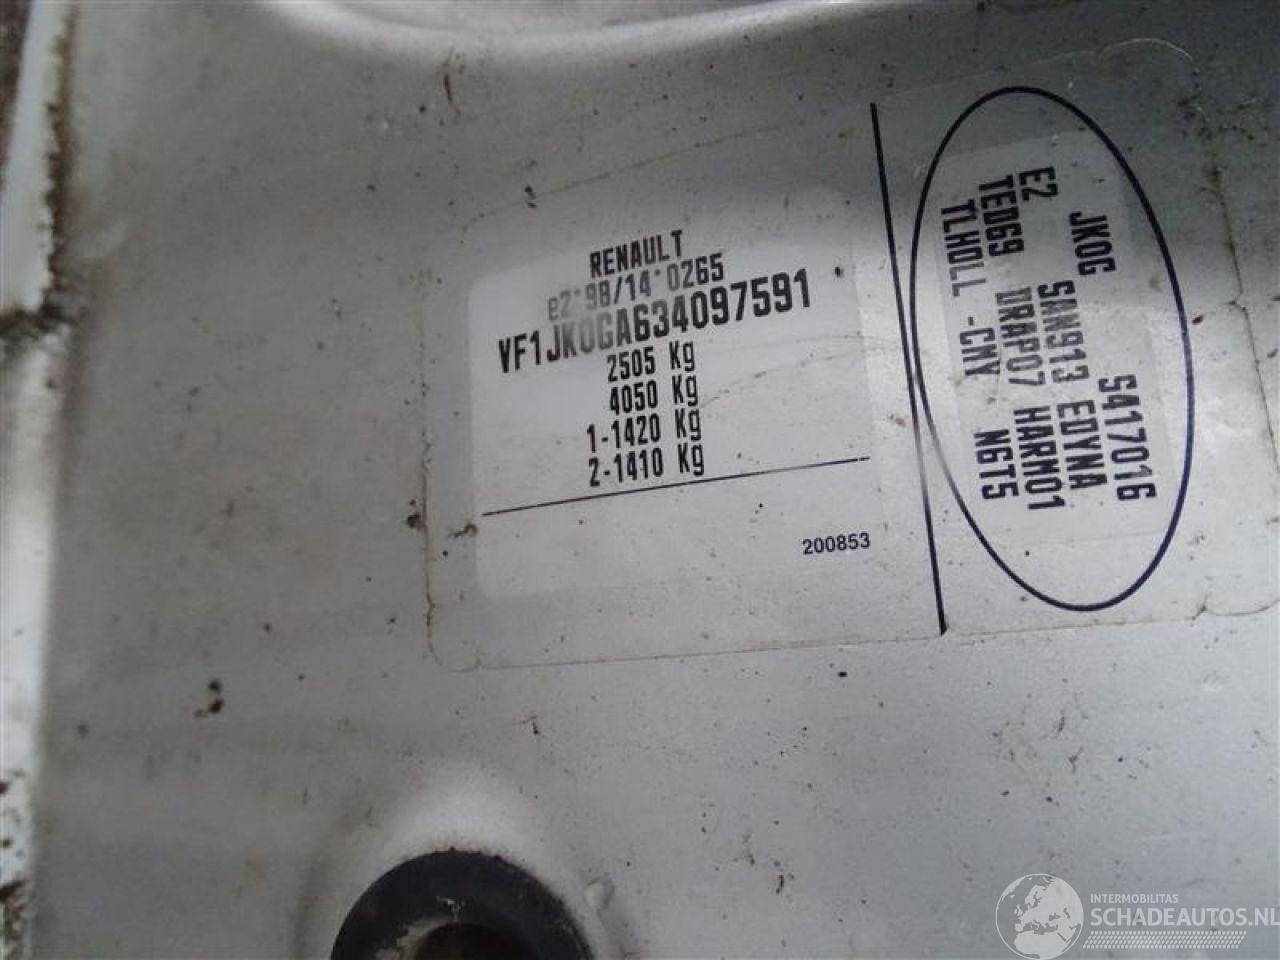 RENAULT
e2*98/14*0265
VF1JK0GA634097591
2505 Kg
4050 Kg
1-1420 Kg
2-1410 Kg
200853
JK0G SAN913 S417016
E2 EDYNA
TED69 DRAP07 HARM01
TLHOLL -CMY N6T5
INTERMOBILITAS
SCHADEAUTOS.NL